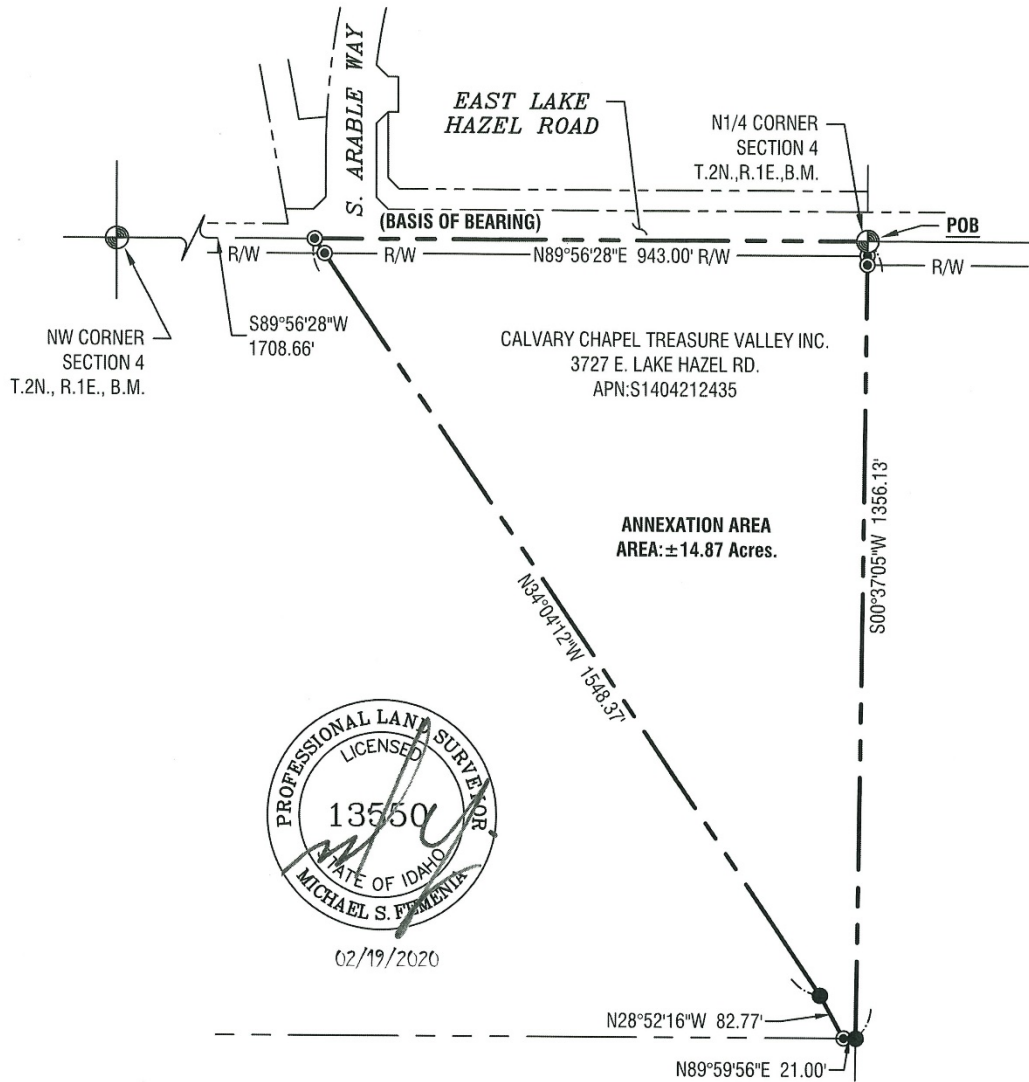 S. ARABLE WAY
EAST LAKE
HAZEL ROAD
N1/4 CORNER
SECTION 4
T.2N.,R.1E.,B.M.
(BASIS OF BEARING)
POB
R/W
R/W
N89°56'28"E 943.00' R/W
R/W
NW CORNER
SECTION 4
T.2N., R.1E., B.M.
S89°56'28"W
1708.66'
CALVARY CHAPEL TREASURE VALLEY INC.
3727 E. LAKE HAZEL RD.
APN:S1404212435
S00°37'05"W 1356.13'
ANNEXATION AREA
AREA:±14.87 Acres.
N34°04'12"W 1548.37'
PROFESSIONAL LAND SURVEYOR
LICENSED
13550
STATE OF IDAHO
MICHAEL S. FEMENIA
02/19/2020
N28°52'16"W 82.77'
N89°59'56"E 21.00'